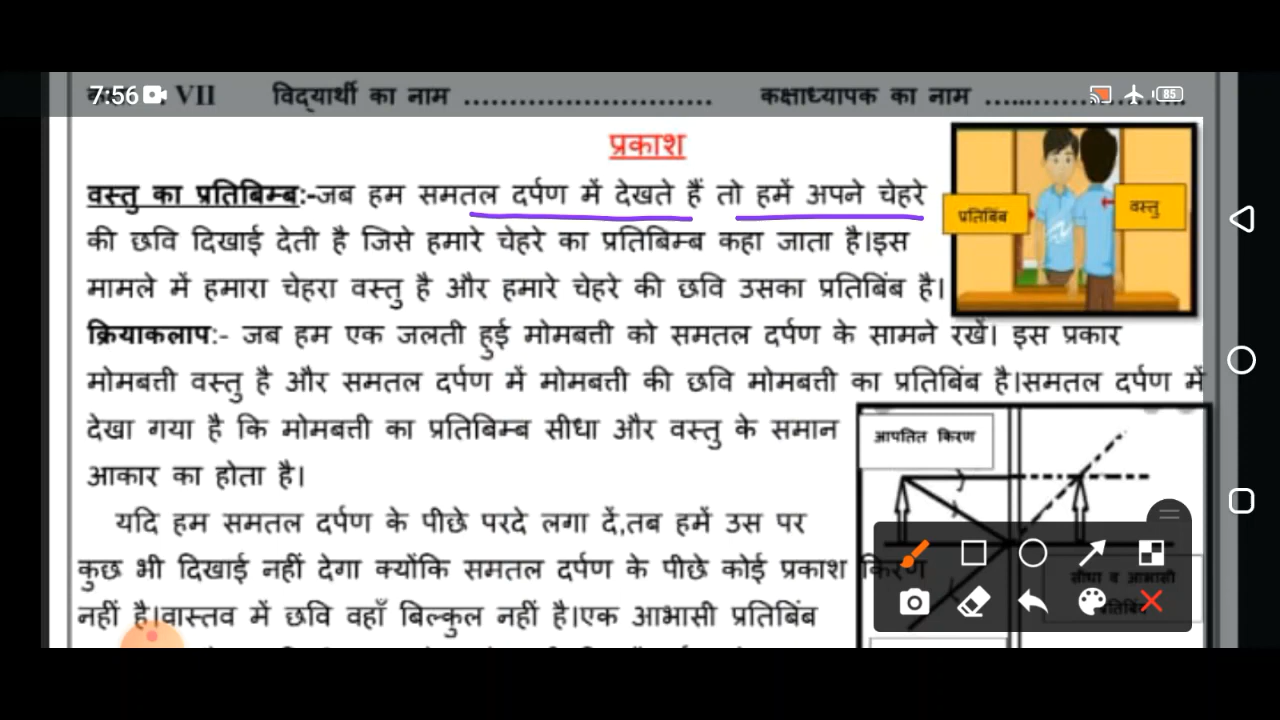 7:56 VII विद्यार्थी का नाम ............................ कक्षाध्यापक का नाम ......................
85
प्रकाश
वस्तु का प्रतिबिम्ब:-जब हम समतल दर्पण में देखते हैं तो हमें अपने चेहरे
की छवि दिखाई देती है जिसे हमारे चेहरे का प्रतिबिम्ब कहा जाता है।इस
मामले में हमारा चेहरा वस्तु है और हमारे चेहरे की छवि उसका प्रतिबिंब है।
प्रतिबिंब
वस्तु
क्रियाकलाप:- जब हम एक जलती हुई मोमबत्ती को समतल दर्पण के सामने रखें। इस प्रकार
मोमबत्ती वस्तु है और समतल दर्पण में मोमबत्ती की छवि मोमबत्ती का प्रतिबिंब है।समतल दर्पण में
देखा गया है कि मोमबत्ती का प्रतिबिम्ब सीधा और वस्तु के समान
आकार का होता है।
आपतित किरण
यदि हम समतल दर्पण के पीछे परदे लगा दें,तब हमें उस पर
कुछ भी दिखाई नहीं देगा क्योंकि समतल दर्पण के पीछे कोई प्रकाश किरण
नहीं है।वास्तव में छवि वहाँ बिल्कुल नहीं है।एक आभासी प्रतिबिंब
सीधा व आभासी